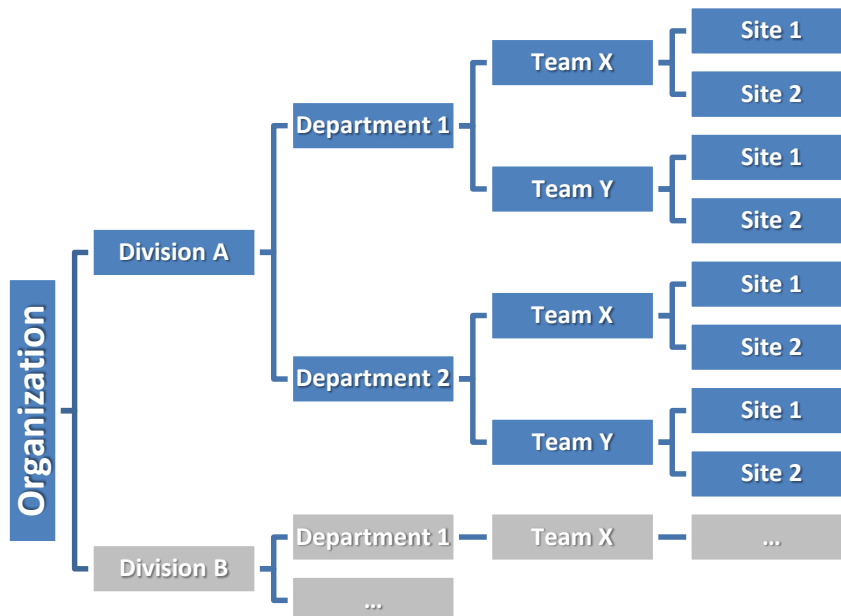 Organization
Division A
Department 1
Team X
Site 1
Site 2
Team Y
Site 1
Site 2
Department 2
Team X
Site 1
Site 2
Team Y
Site 1
Site 2
Division B
Department 1
Team X
...
...